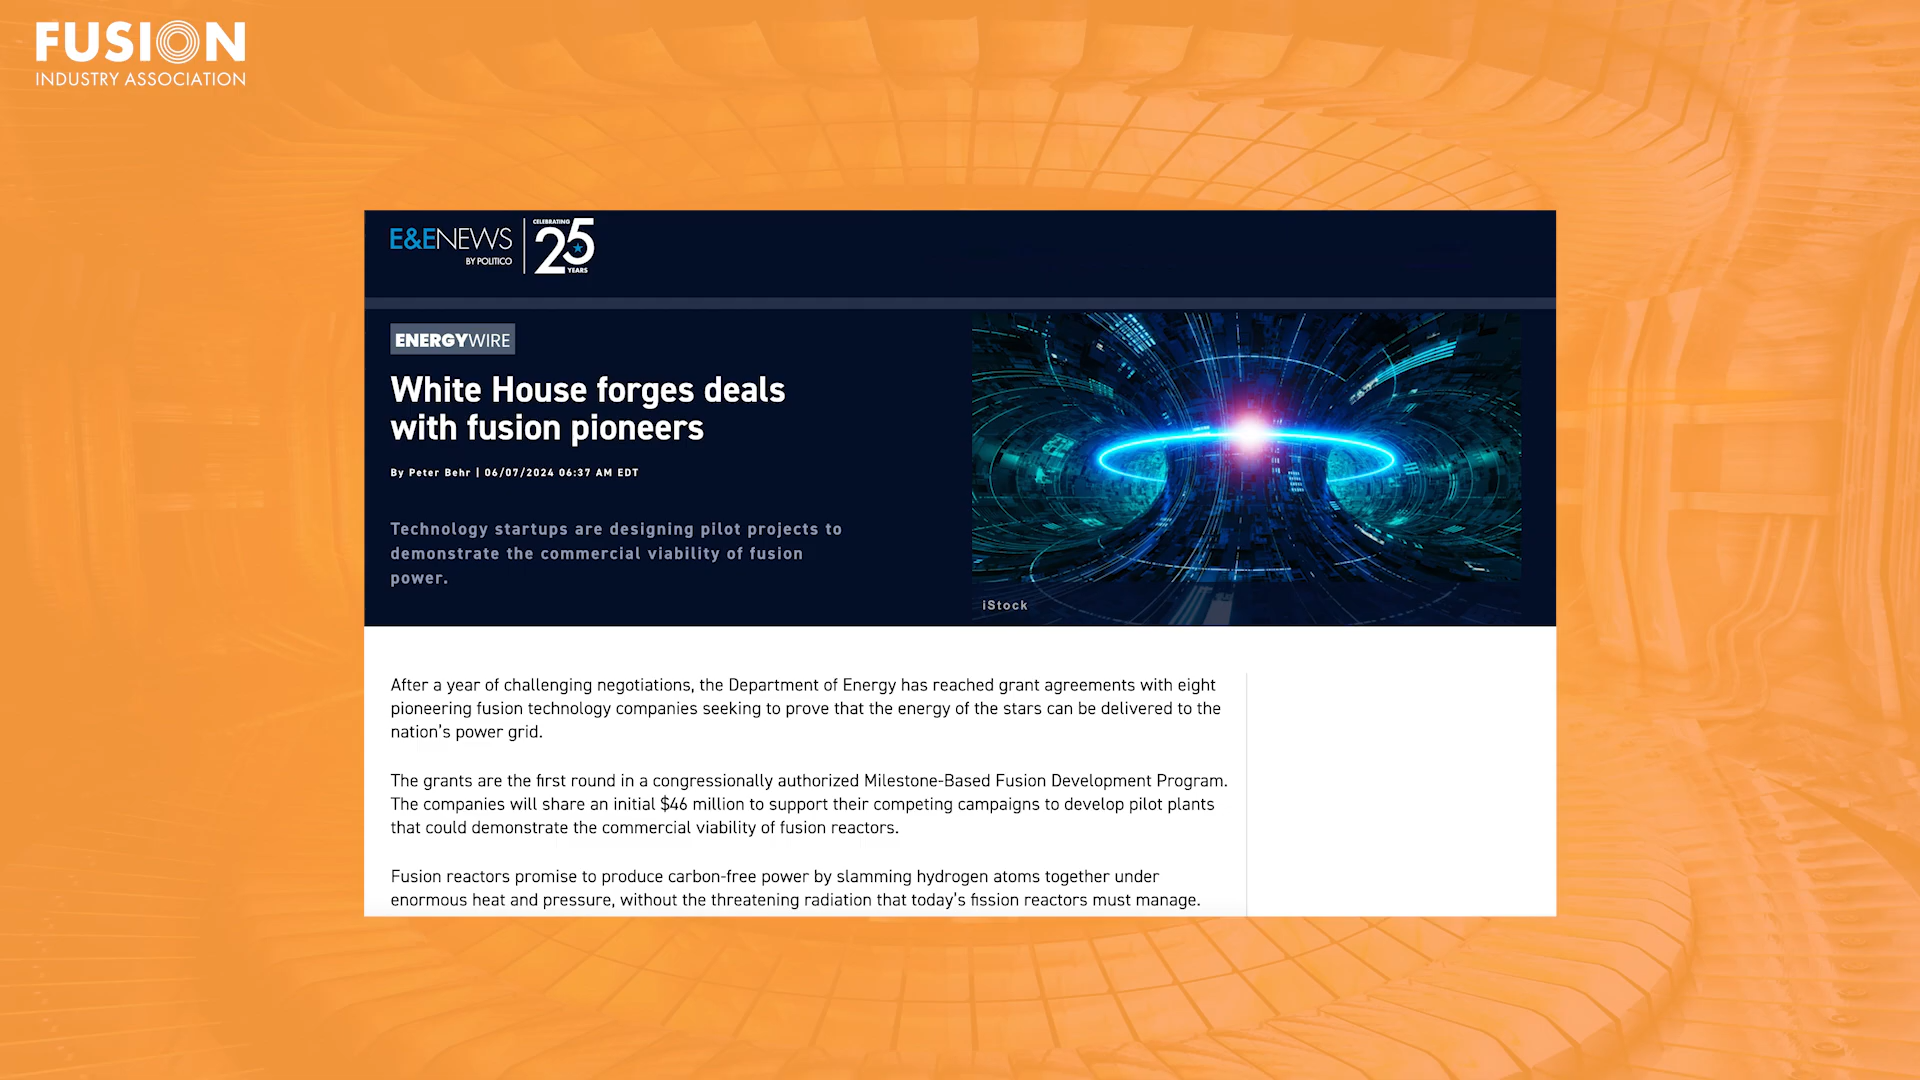 FUSION
INDUSTRY ASSOCIATION
E&ENEWS
BY POLITICO
CELEBRATING
25
YEARS
ENERGYWIRE
White House forges deals
with fusion pioneers
By Peter Behr | 06/07/2024 06:37 AM EDT
Technology startups are designing pilot projects to
demonstrate the commercial viability of fusion
power.
iStock
After a year of challenging negotiations, the Department of Energy has reached grant agreements with eight
pioneering fusion technology companies seeking to prove that the energy of the stars can be delivered to the
nation's power grid.
The grants are the first round in a congressionally authorized Milestone-Based Fusion Development Program.
The companies will share an initial $46 million to support their competing campaigns to develop pilot plants
that could demonstrate the commercial viability of fusion reactors.
Fusion reactors promise to produce carbon-free power by slamming hydrogen atoms together under
enormous heat and pressure, without the threatening radiation that today's fission reactors must manage.